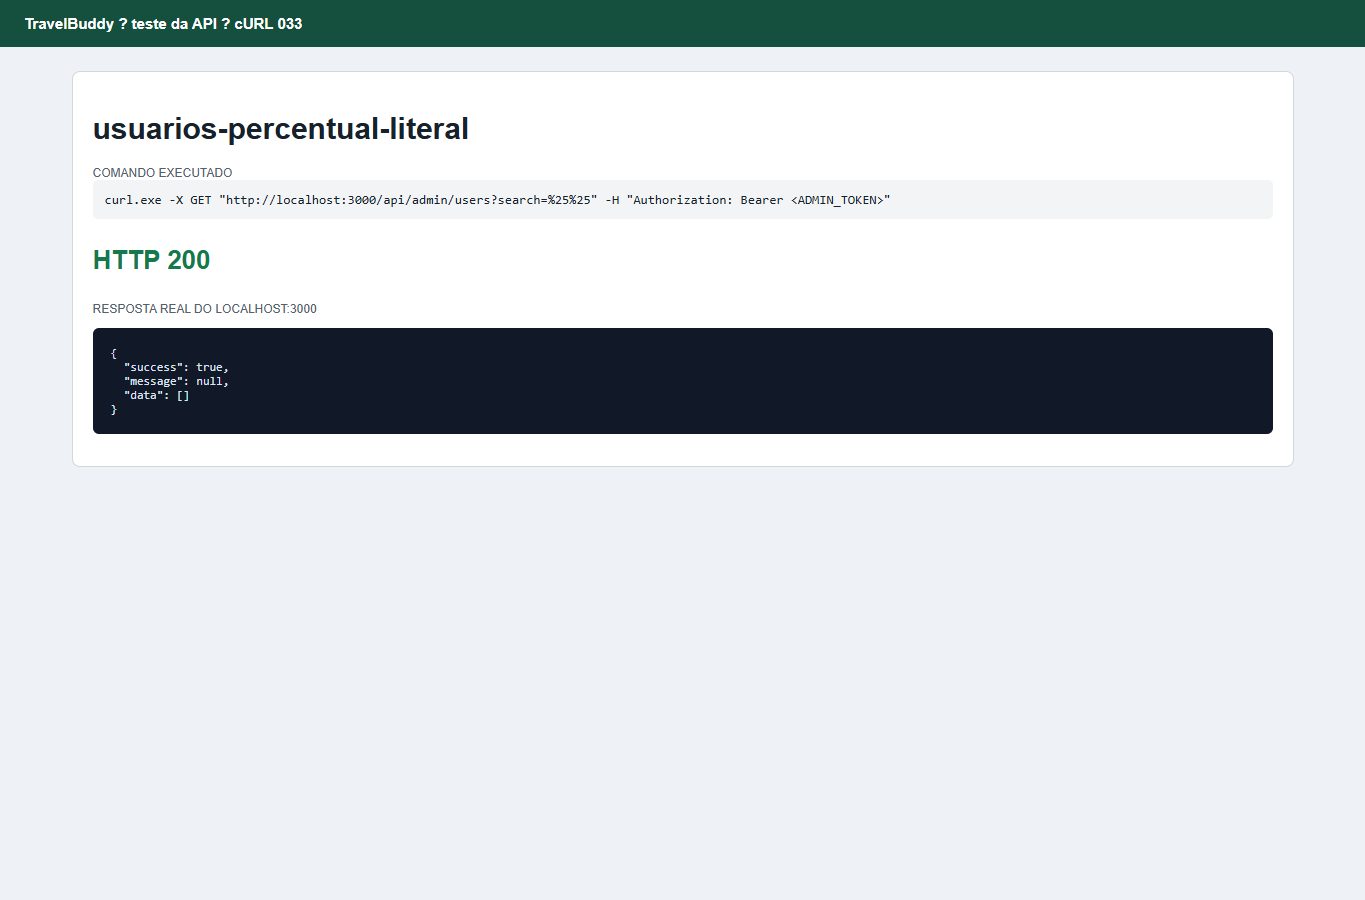 TravelBuddy ? teste da API ? cURL 033
usuarios-percentual-literal
COMANDO EXECUTADO
curl.exe -X GET "http://localhost:3000/api/admin/users?search=%25%25" -H "Authorization: Bearer <ADMIN_TOKEN>"
HTTP 200
RESPOSTA REAL DO LOCALHOST:3000
{
  "success": true,
  "message": null,
  "data": []
}